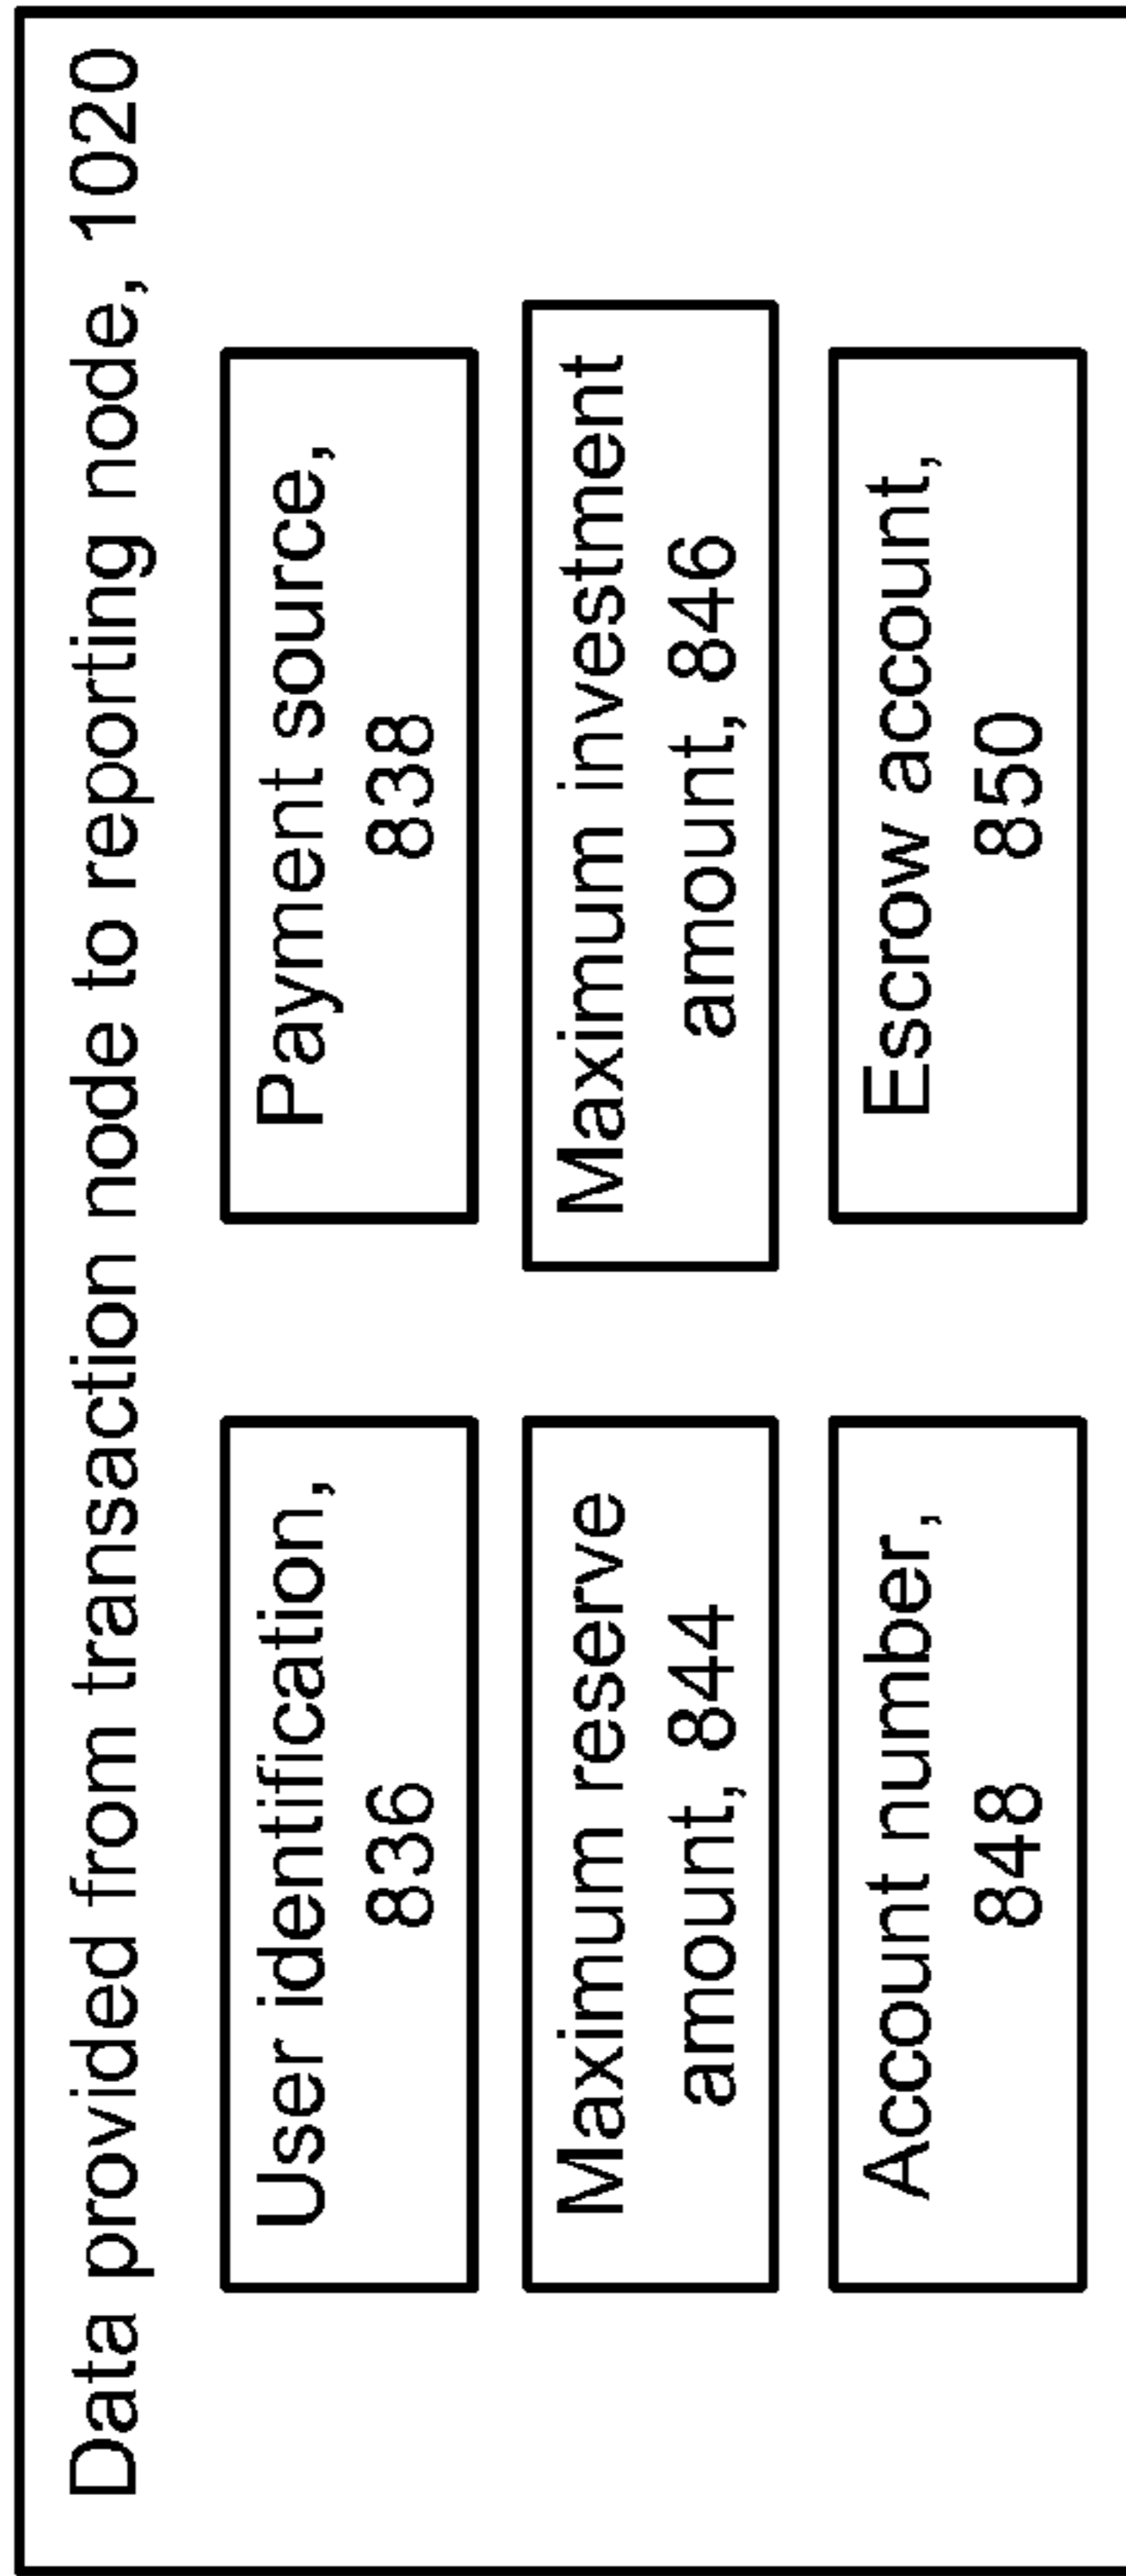 Data provided from transaction node to reporting node, 1020
User identification,
836
Payment source,
838
Maximum reserve
amount, 844
Maximum investment
amount, 846
Account number,
848
Escrow account,
850